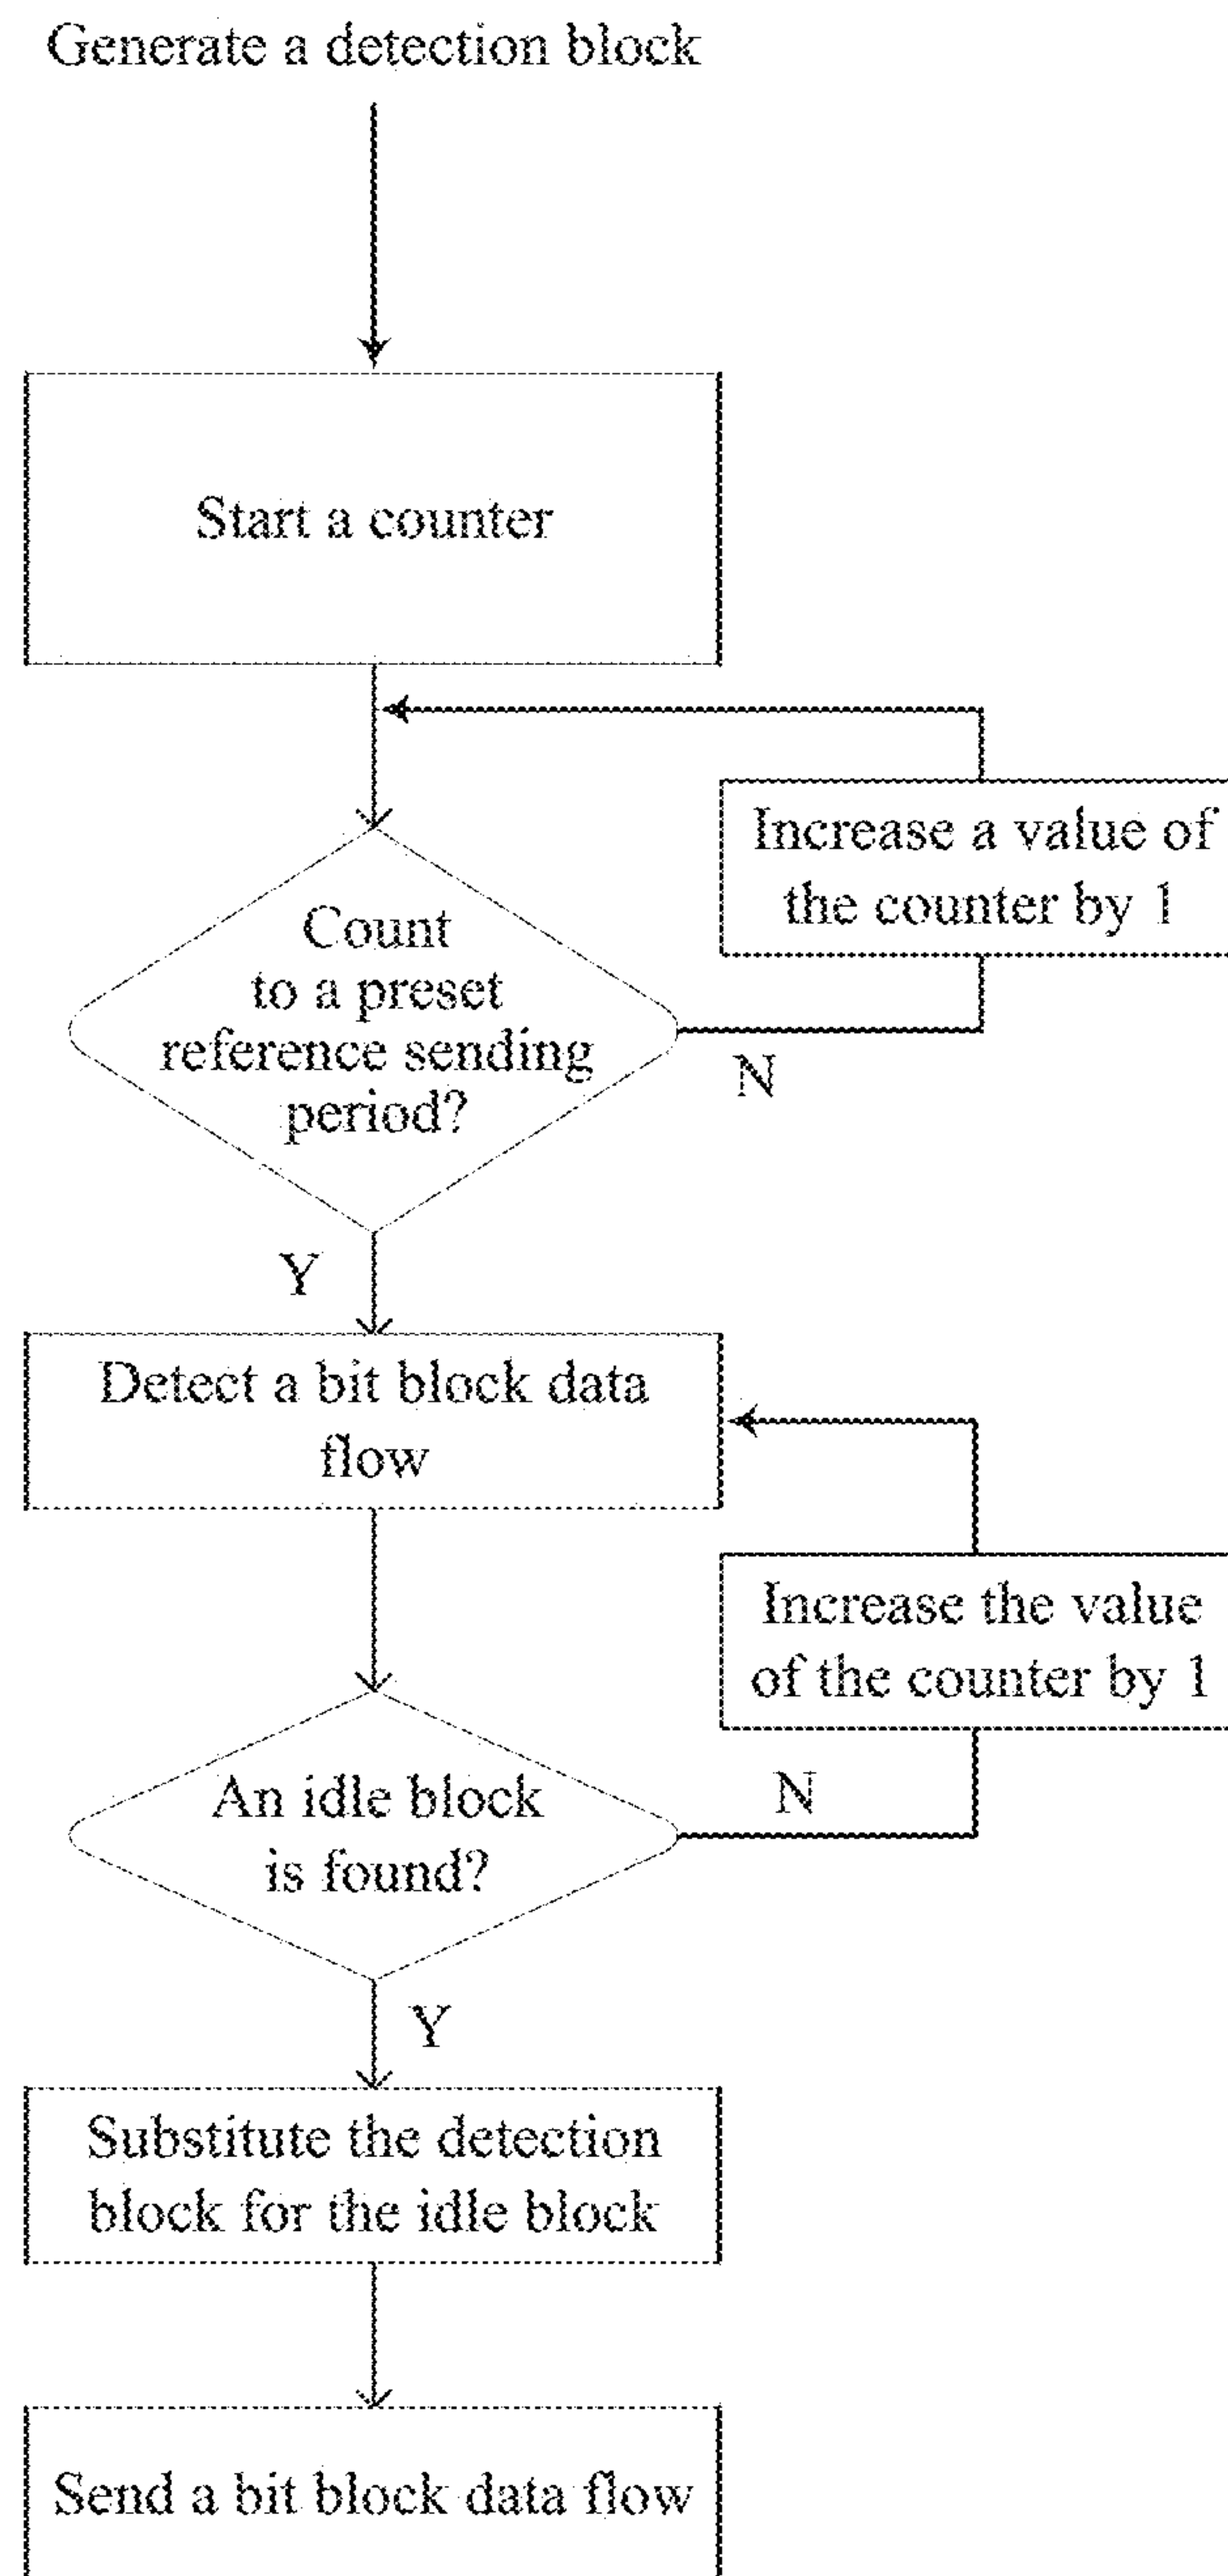 Generate a detection block
Start a counter
Increase a value of
the counter by 1
Count
to a preset
reference sending
period?
N
Y
Detect a bit block data
flow
Increase the value
of the counter by 1
An idle block
is found?
N
Y
Substitute the detection
block for the idle block
Send a bit block data flow